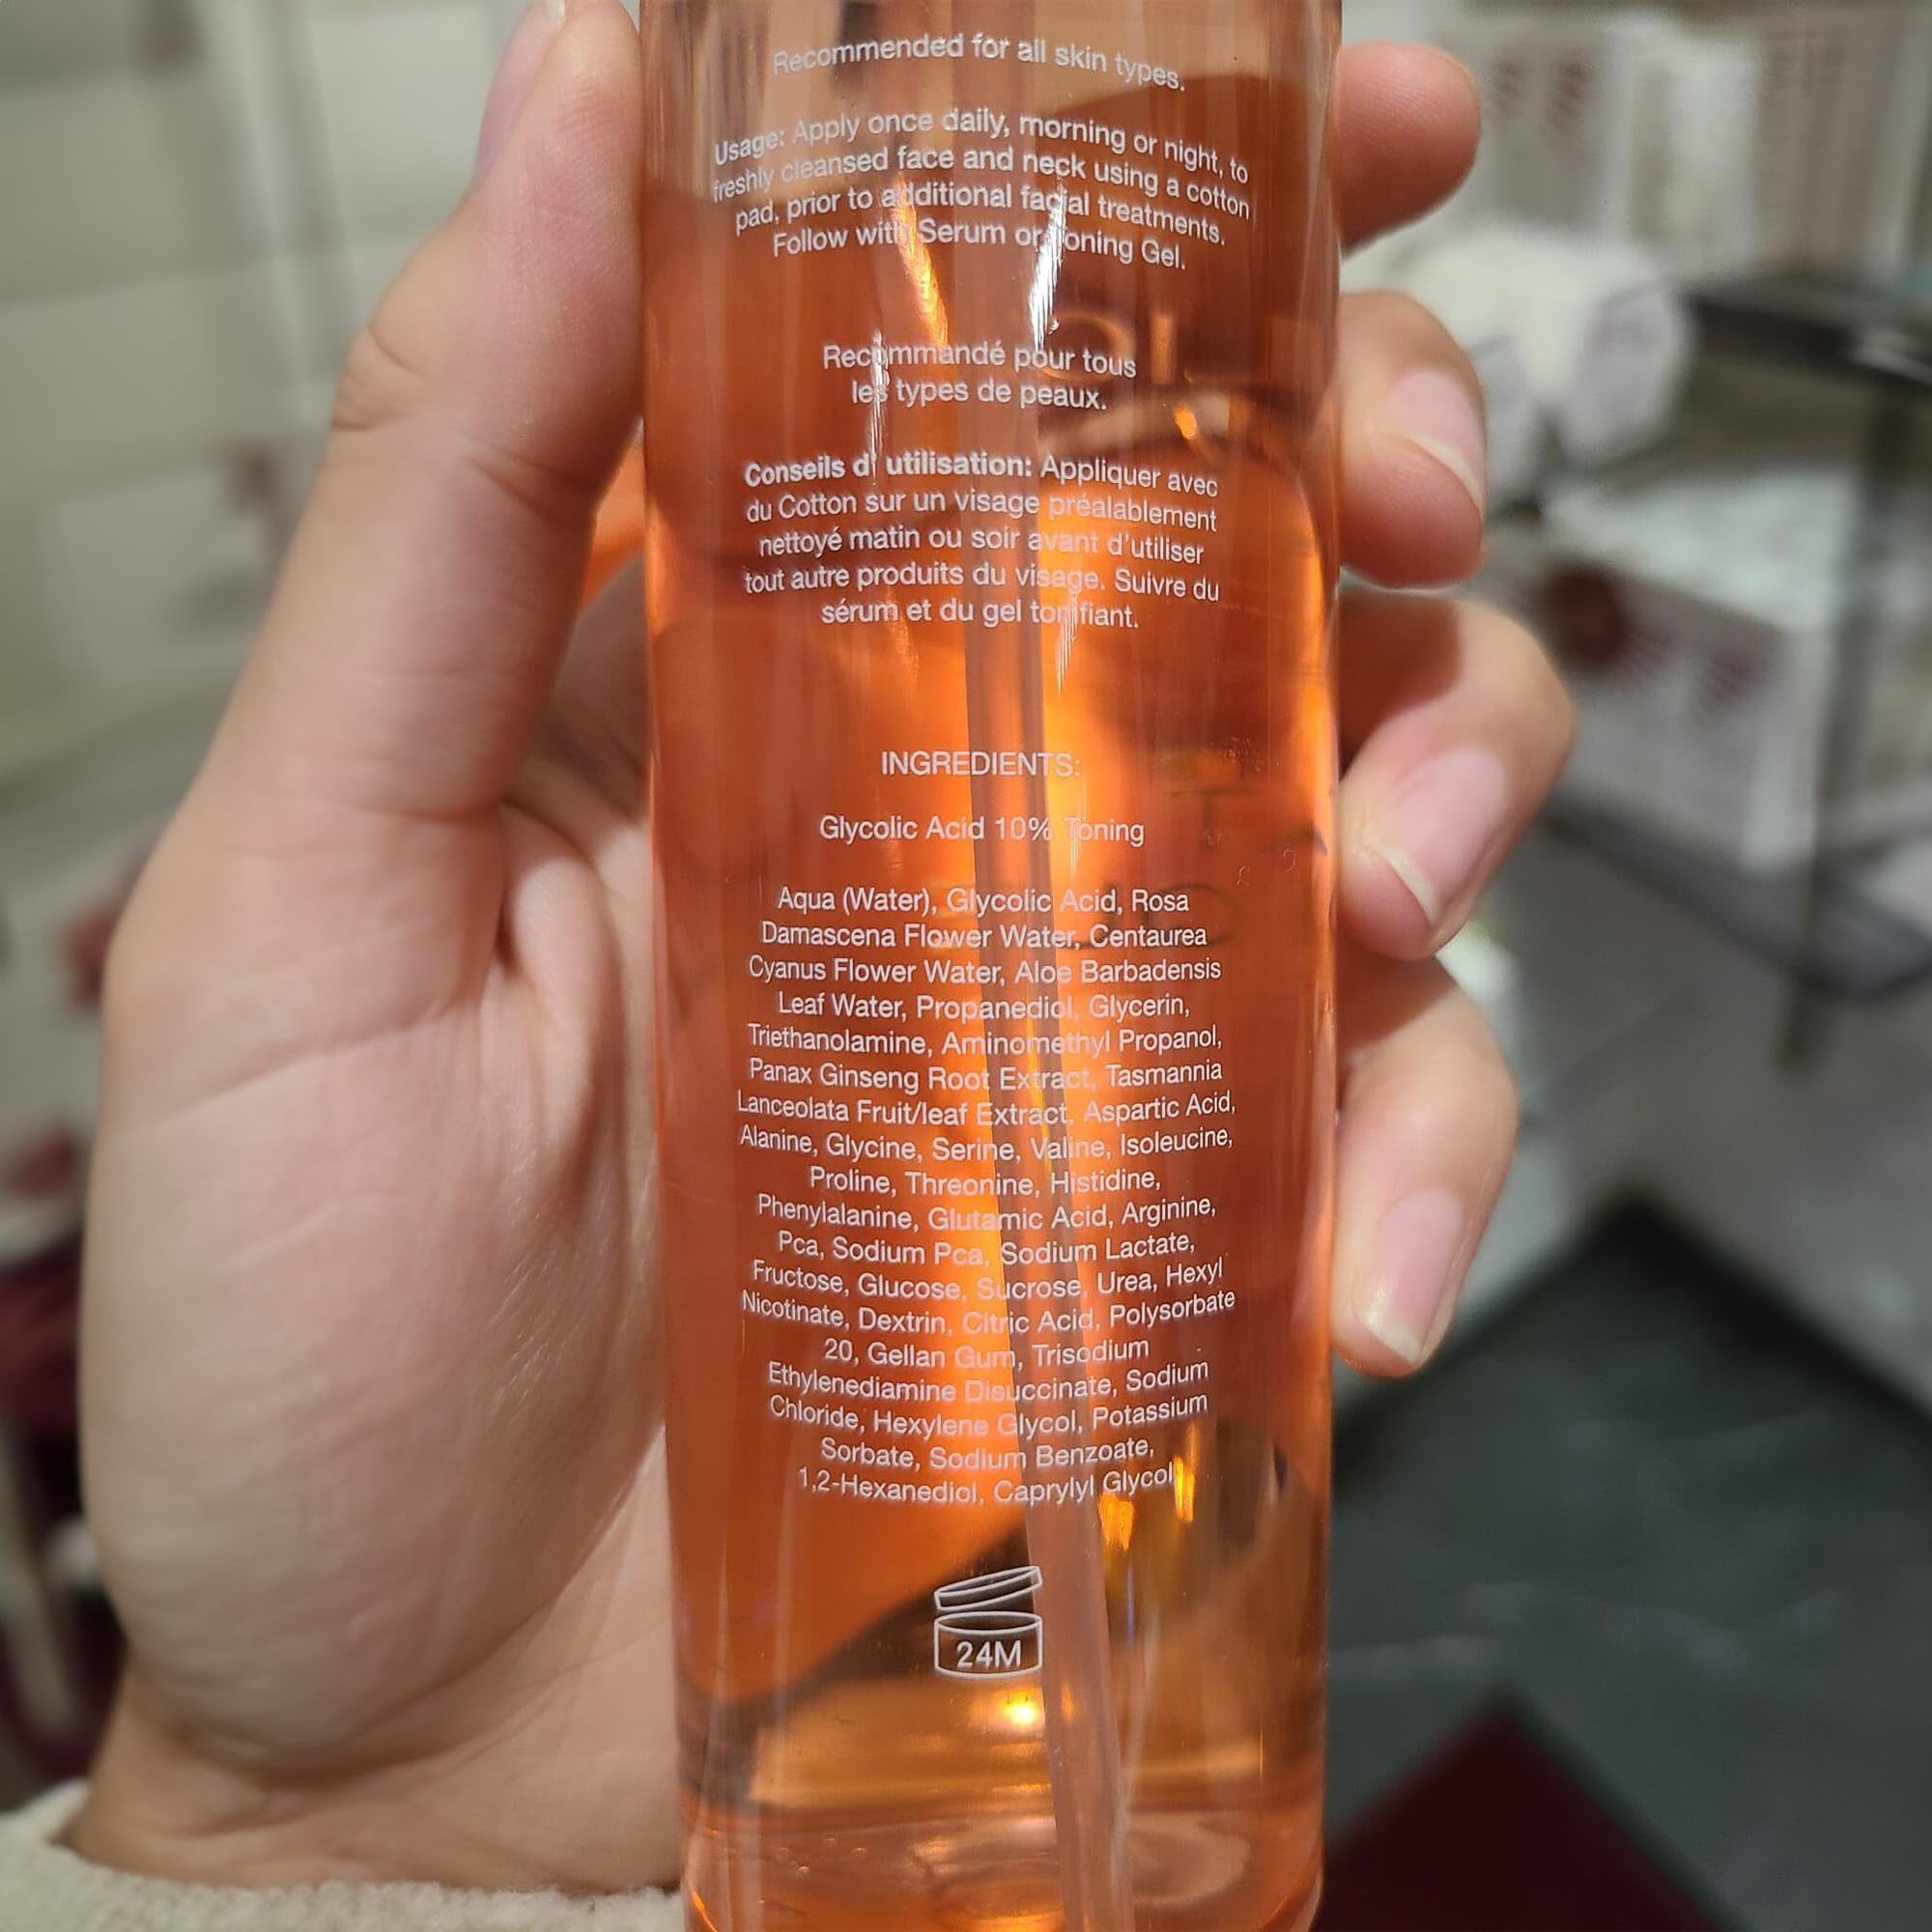 Recommended for all skin types.
Usage: Apply once daily, morning or night, to
freshly cleansed face and neck using a cotton
pad, prior to additional facial treatments.
Follow with Serum or Toning Gel.
Recommandé pour tous
les types de peaux.
Conseils d' utilisation: Appliquer avec
du Cotton sur un visage préalablement
nettoyé matin ou soir avant d'utiliser
tout autre produits du visage. Suivre du
sérum et du gel tonifiant.
INGREDIENTS:
Glycolic Acid 10% Toning
Aqua (Water), Glycolic Acid, Rosa
Damascena Flower Water, Centaurea
Cyanus Flower Water, Aloe Barbadensis
Leaf Water, Propanediol, Glycerin,
Triethanolamine, Aminomethyl Propanol,
Panax Ginseng Root Extract, Tasmannia
Lanceolata Fruit/leaf Extract, Aspartic Acid,
Alanine, Glycine, Serine, Valine, Isoleucine,
Proline, Threonine, Histidine,
Phenylalanine, Glutamic Acid, Arginine,
Pca, Sodium Pca, Sodium Lactate,
Fructose, Glucose, Sucrose, Urea, Hexyl
Nicotinate, Dextrin, Citric Acid, Polysorbate
20, Gellan Gum, Trisodium
Ethylenediamine Disuccinate, Sodium
Chloride, Hexylene Glycol, Potassium
Sorbate, Sodium Benzoate,
1,2-Hexanediol, Caprylyl Glycol
24M